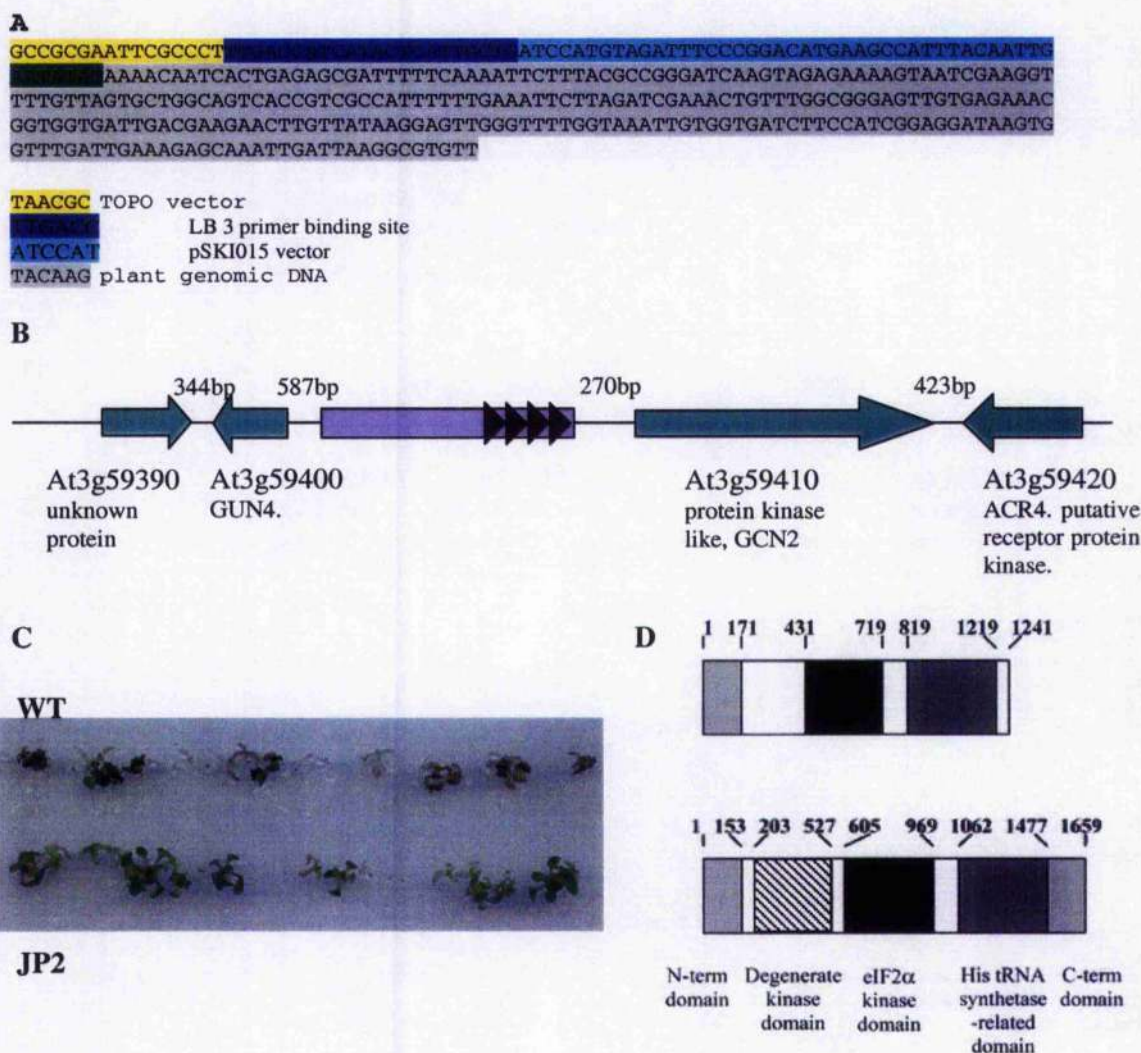 A
GCCGCGAATTCGCCCTTTGACCATCATACTCATTGCTGATCCATGTAGATTTCCCGGACATGAAGCCATTTACAATTG
AAAACAATCACTGAGAGCGATTTTTCAAAATTCTTTACGCCGGGATCAAGTAGAGAAAAGTAATCGAAGGT
TTTGTTAGTGCTGGCAGTCACCGTCGCCATTTTTTGAAATTCTTAGATCGAAACTGTTTGGCGGGAGTTGTGAGAAAC
GGTGGTGATTGACGAAGAACTTGTTATAAGGAGTTGGGTTTTGGTAAATTGTGGTGATCTTCCATCGGAGGATAAGTG
GTTTGATTGAAAGAGCAAATTGATTAAGGCGTGTT
TAACGC TOPO vector
LB 3 primer binding site
ATCCAT pSKI015 vector
TACAAG plant genomic DNA
B
344bp 587bp 270bp 423bp
At3g59390 At3g59400 At3g59410 At3g59420
unknown GUN4. protein kinase ACR4. putative
protein like, GCN2 receptor protein
kinase.
C D
1 171 431 719 819 1219 1241
WT
1 153 203 527 605 969 1062 1477 1659
JP2
N-term Degenerate eIF2α His tRNA C-term
domain kinase kinase synthetase domain
domain domain -related
domain